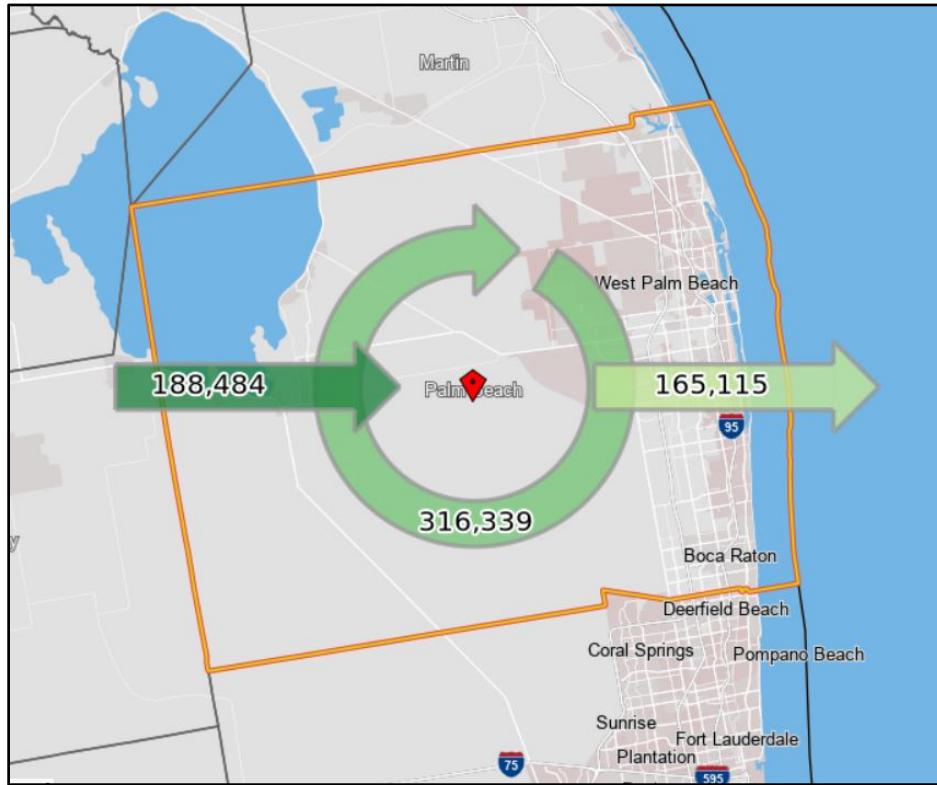 Martin
West Palm Beach
188,484
Palm Beach
165,115
95
316,339
Boca Raton
Deerfield Beach
Coral Springs
Pompano Beach
Sunrise
Fort Lauderdale
Plantation
75
595